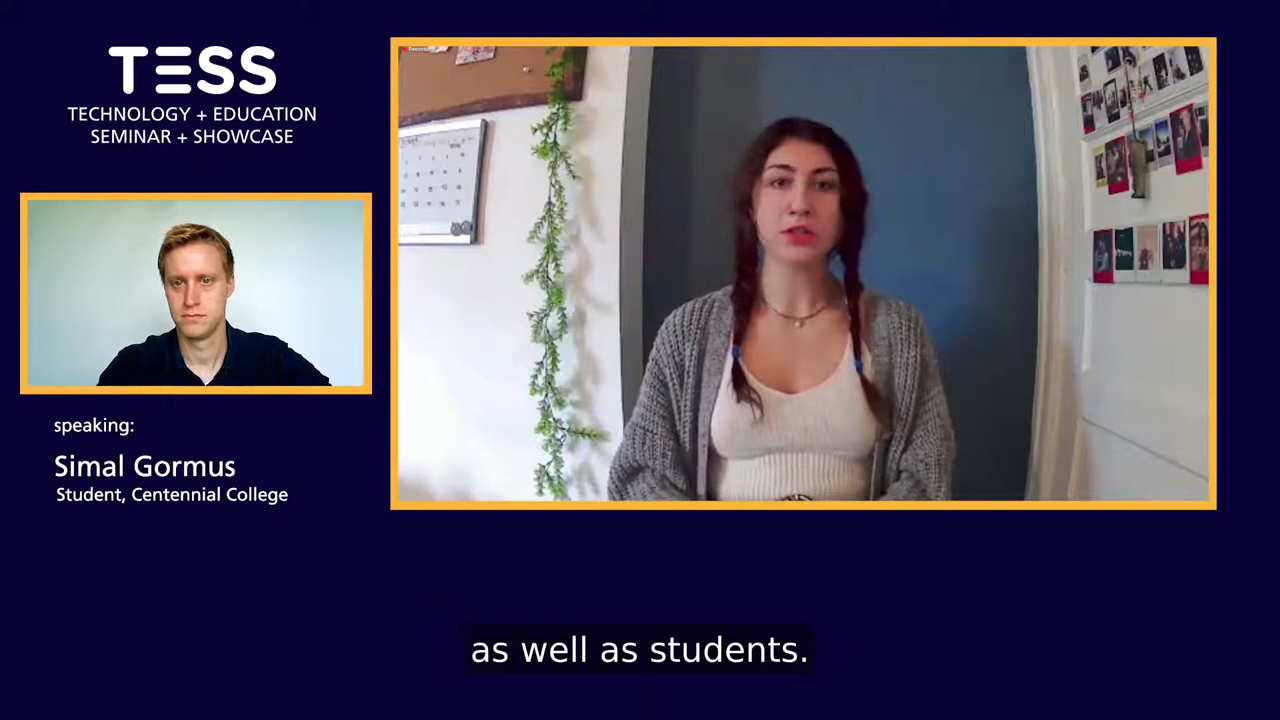 TESS
TECHNOLOGY + EDUCATION
SEMINAR + SHOWCASE
speaking:
Simal Gormus
Student, Centennial College
as well as students.